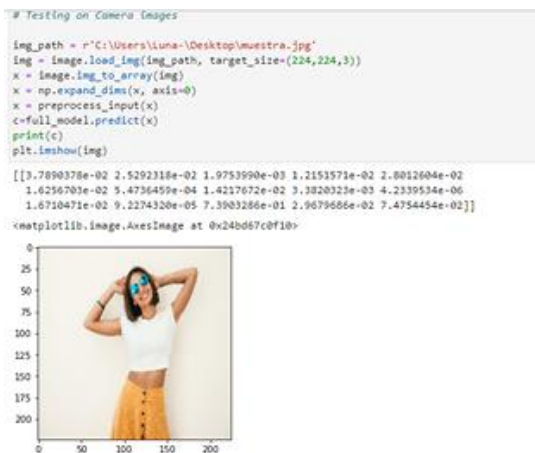 # Testing on Camera images
img_path = r'C:\Users\Luna-\Desktop\muestra.jpg'
img = image.load_img(img_path, target_size=(224,224,3))
x = image.img_to_array(img)
x = np.expand_dims(x, axis=0)
x = preprocess_input(x)
c=full_model.predict(x)
print(c)
plt.imshow(img)
[[3.7890378e-02 2.5292318e-02 1.9753990e-03 1.2151571e-02 2.8012604e-02
1.6256703e-02 5.4736459e-04 1.4217672e-02 3.3820323e-03 4.2339534e-06
1.6710471e-02 9.2274320e-05 7.3903286e-01 2.9679686e-02 7.4754454e-02]]
<matplotlib.image.AxesImage at 0x24bd67c0f10>
0
25
50
75
100
125
150
175
200
0 50 100 150 200